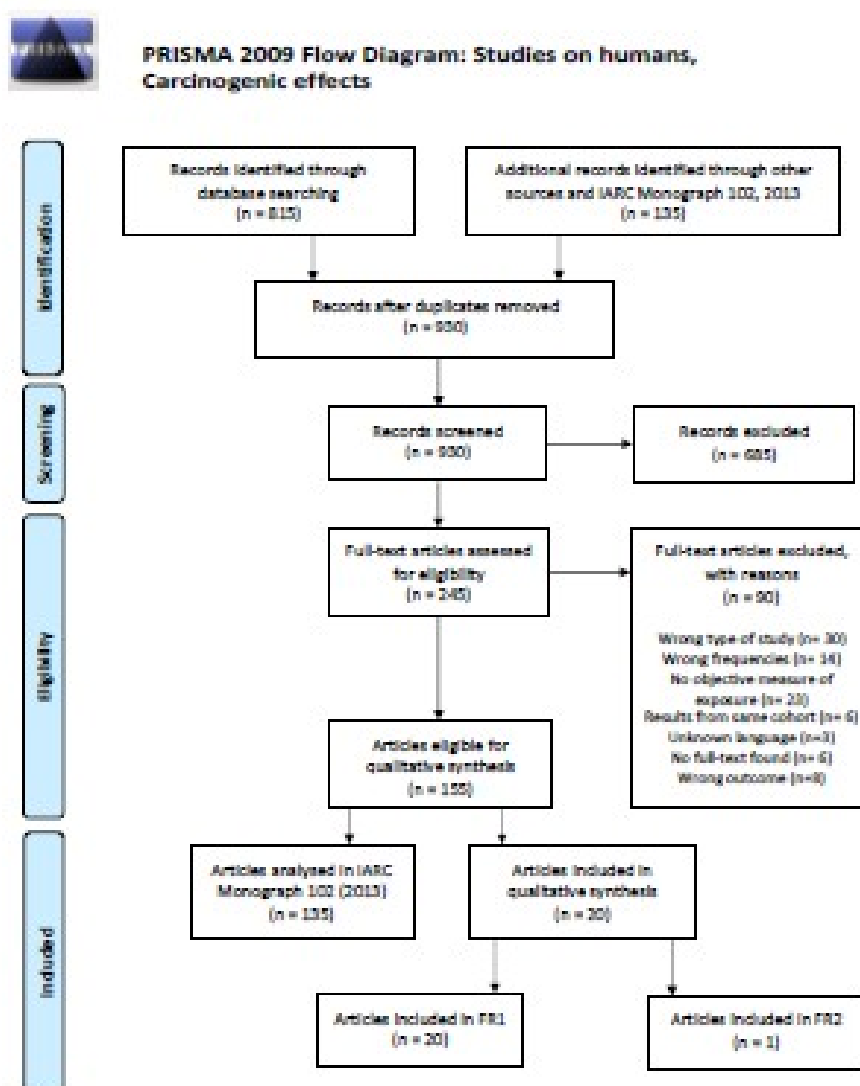 PRISMA 2009 Flow Diagram: Studies on humans,
Carcinogenic effects
Identification
Records identified through
database searching
(n = 815)
Additional records identified through other
sources and IARC Monograph 102, 2013
(n = 135)
Records after duplicates removed
(n = 930)
Screening
Records screened
(n = 930)
Records excluded
(n = 685)
Eligibility
Full-text articles assessed
for eligibility
(n = 245)
Full-text articles excluded,
with reasons
(n = 90)
Wrong type of study (n= 30)
Wrong frequencies (n= 14)
No objective measure of
exposure (n= 23)
Results from same cohort (n= 6)
Unknown language (n=3)
No full-text found (n= 6)
Wrong outcome (n=8)
Articles eligible for
qualitative synthesis
(n = 155)
Included
Articles analysed in IARC
Monograph 102 (2013)
(n = 135)
Articles included in
qualitative synthesis
(n = 20)
Articles included in FR1
(n = 20)
Articles included in FR2
(n = 1)